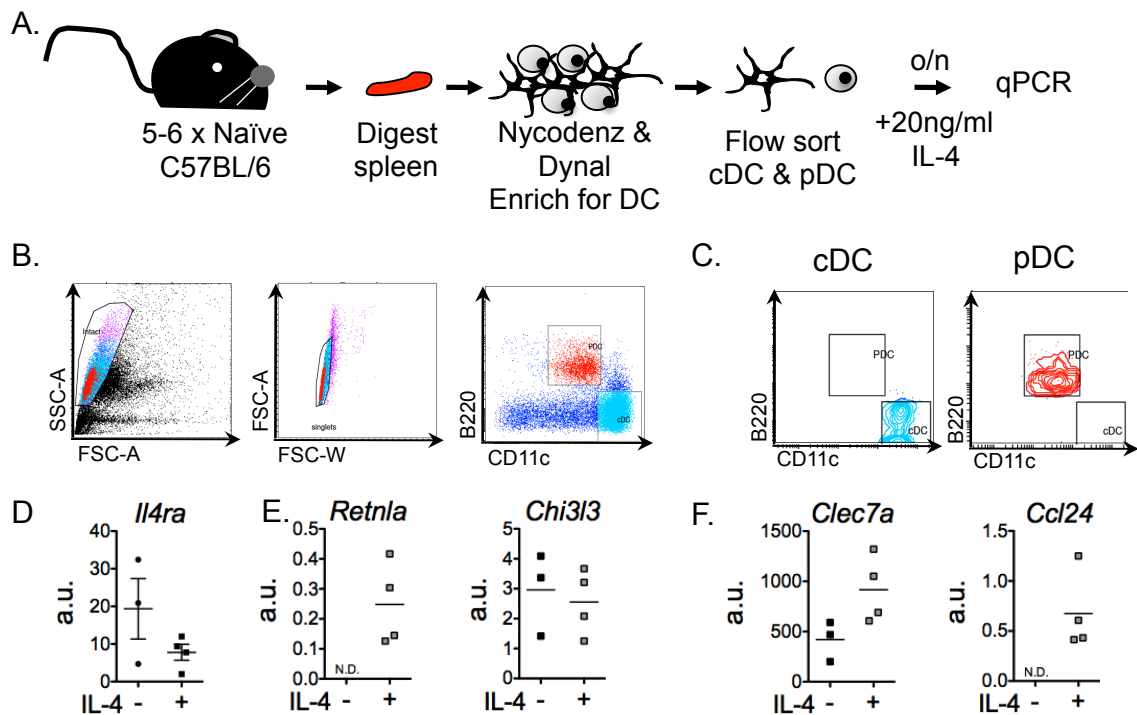 A.
5-6 x Naïve
C57BL/6
Digest
spleen
Nycodenz &
Dynal
Enrich for DC
Flow sort
cDC & pDC
o/n
+20ng/ml
IL-4
qPCR
B.
SSC-A
Intact
FSC-A
FSC-A
singlets
FSC-W
B220
PDC
cDC
CD11c
C.
cDC
B220
PDC
cDC
CD11c
pDC
B220
PDC
cDC
CD11c
D
Il4ra
a.u.
40
30
20
10
0
IL-4 - +
E.
Retnla
a.u.
0.5
0.4
0.3
0.2
0.1
0.0
N.D.
IL-4 - +
Chi3l3
a.u.
5
4
3
2
1
0
- +
F.
Clec7a
a.u.
1500
1000
500
0
IL-4 - +
Ccl24
a.u.
1.5
1.0
0.5
0.0
N.D.
- +